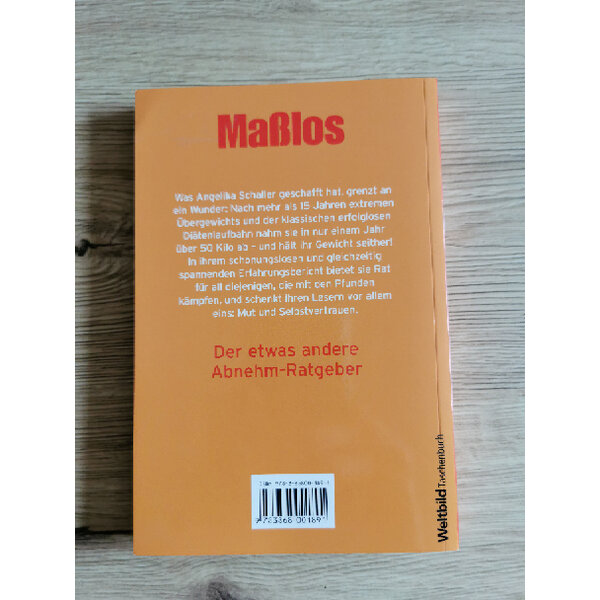 Maßlos
Was Angelika Schaller geschafft hat, grenzt an
ein Wunder: Nach mehr als 15 Jahren extremen
Übergewichts und der klassischen erfolglosen
Diätenlaufbahn nahm sie in nur einem Jahr
über 50 Kilo ab – und hält ihr Gewicht seither!
In ihrem schonungslosen und gleichzeitig
spannenden Erfahrungsbericht bietet sie Rat
für all diejenigen, die mit den Pfunden
kämpfen, und schenkt ihren Lesern vor allem
eins: Mut und Selbstvertrauen.
Der etwas andere
Abnehm-Ratgeber
9 783868 001891
Weltbild Taschenbuch